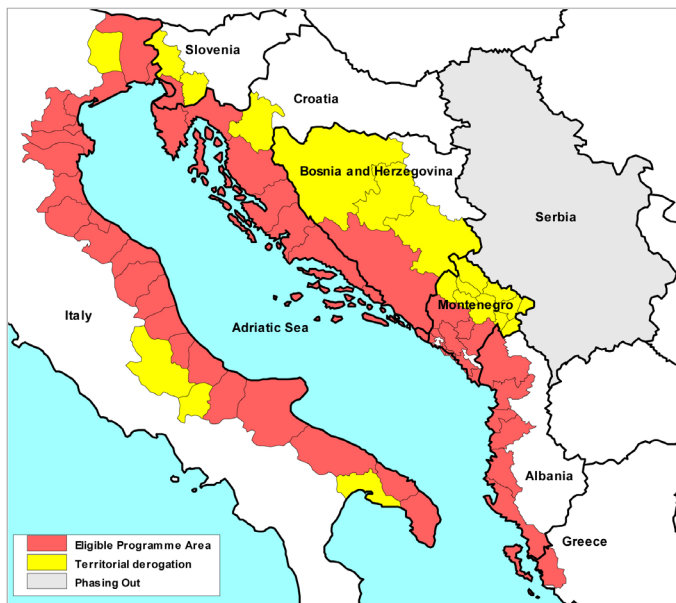 Slovenia
Croatia
Bosnia and Herzegovina
Serbia
Montenegro
Italy
Adriatic Sea
Albania
Greece
Eligible Programme Area
Territorial derogation
Phasing Out